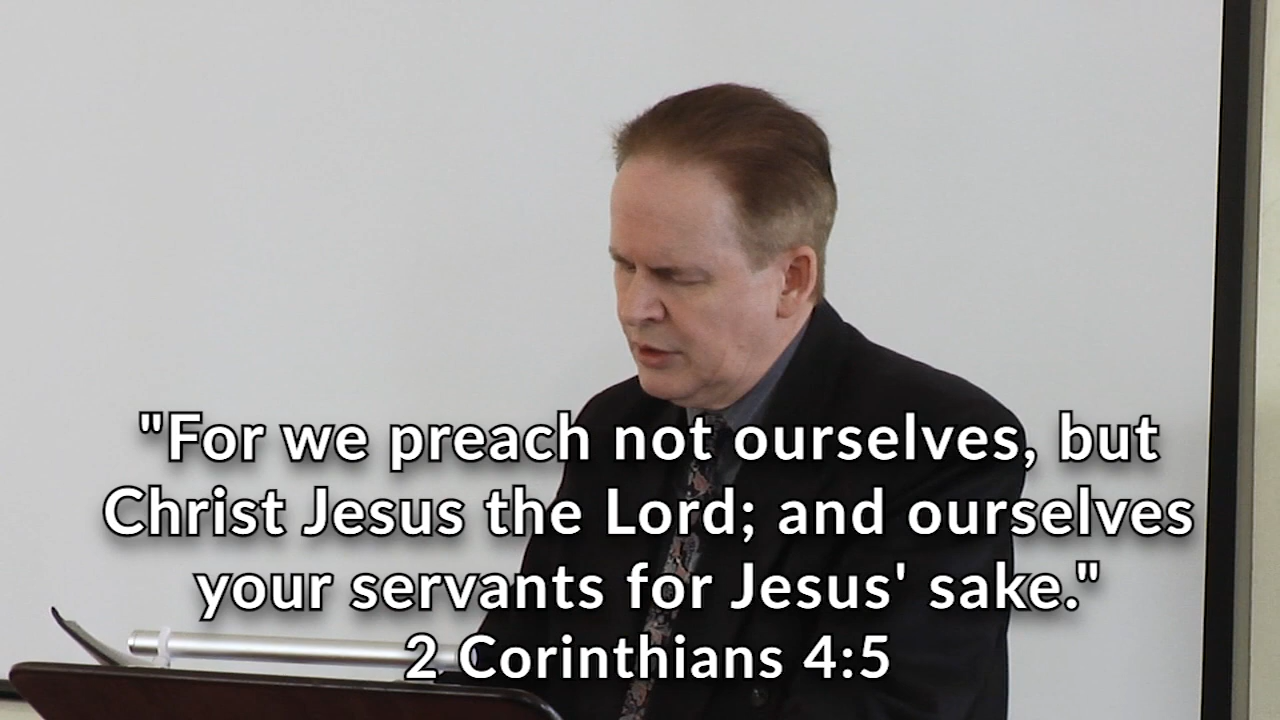 "For we preach not ourselves, but
Christ Jesus the Lord; and ourselves
your servants for Jesus' sake."
2 Corinthians 4:5